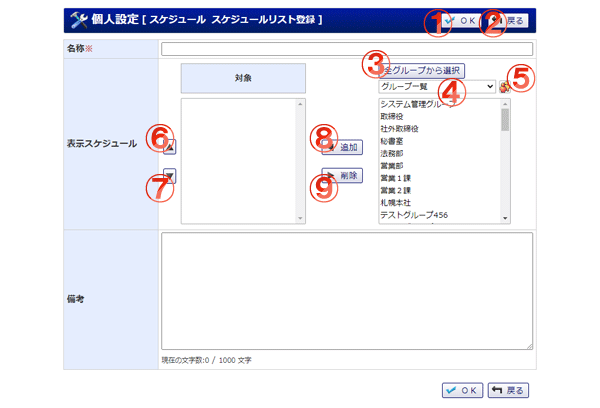 個人設定 [ スケジュール スケジュールリスト登録 ]
① OK ② 戻る
名称※
③ 全グループから選択
対象
グループ一覧 ④ ⑤
システム管理グループ
取締役
社外取締役
秘書室
法務部
営業部
営業１課
営業２課
札幌本社
テストグループ456
表示スケジュール
⑥ ▲
⑦ ▼
⑧ 追加
⑨ 削除
備考
現在の文字数:0 / 1000 文字
OK 戻る